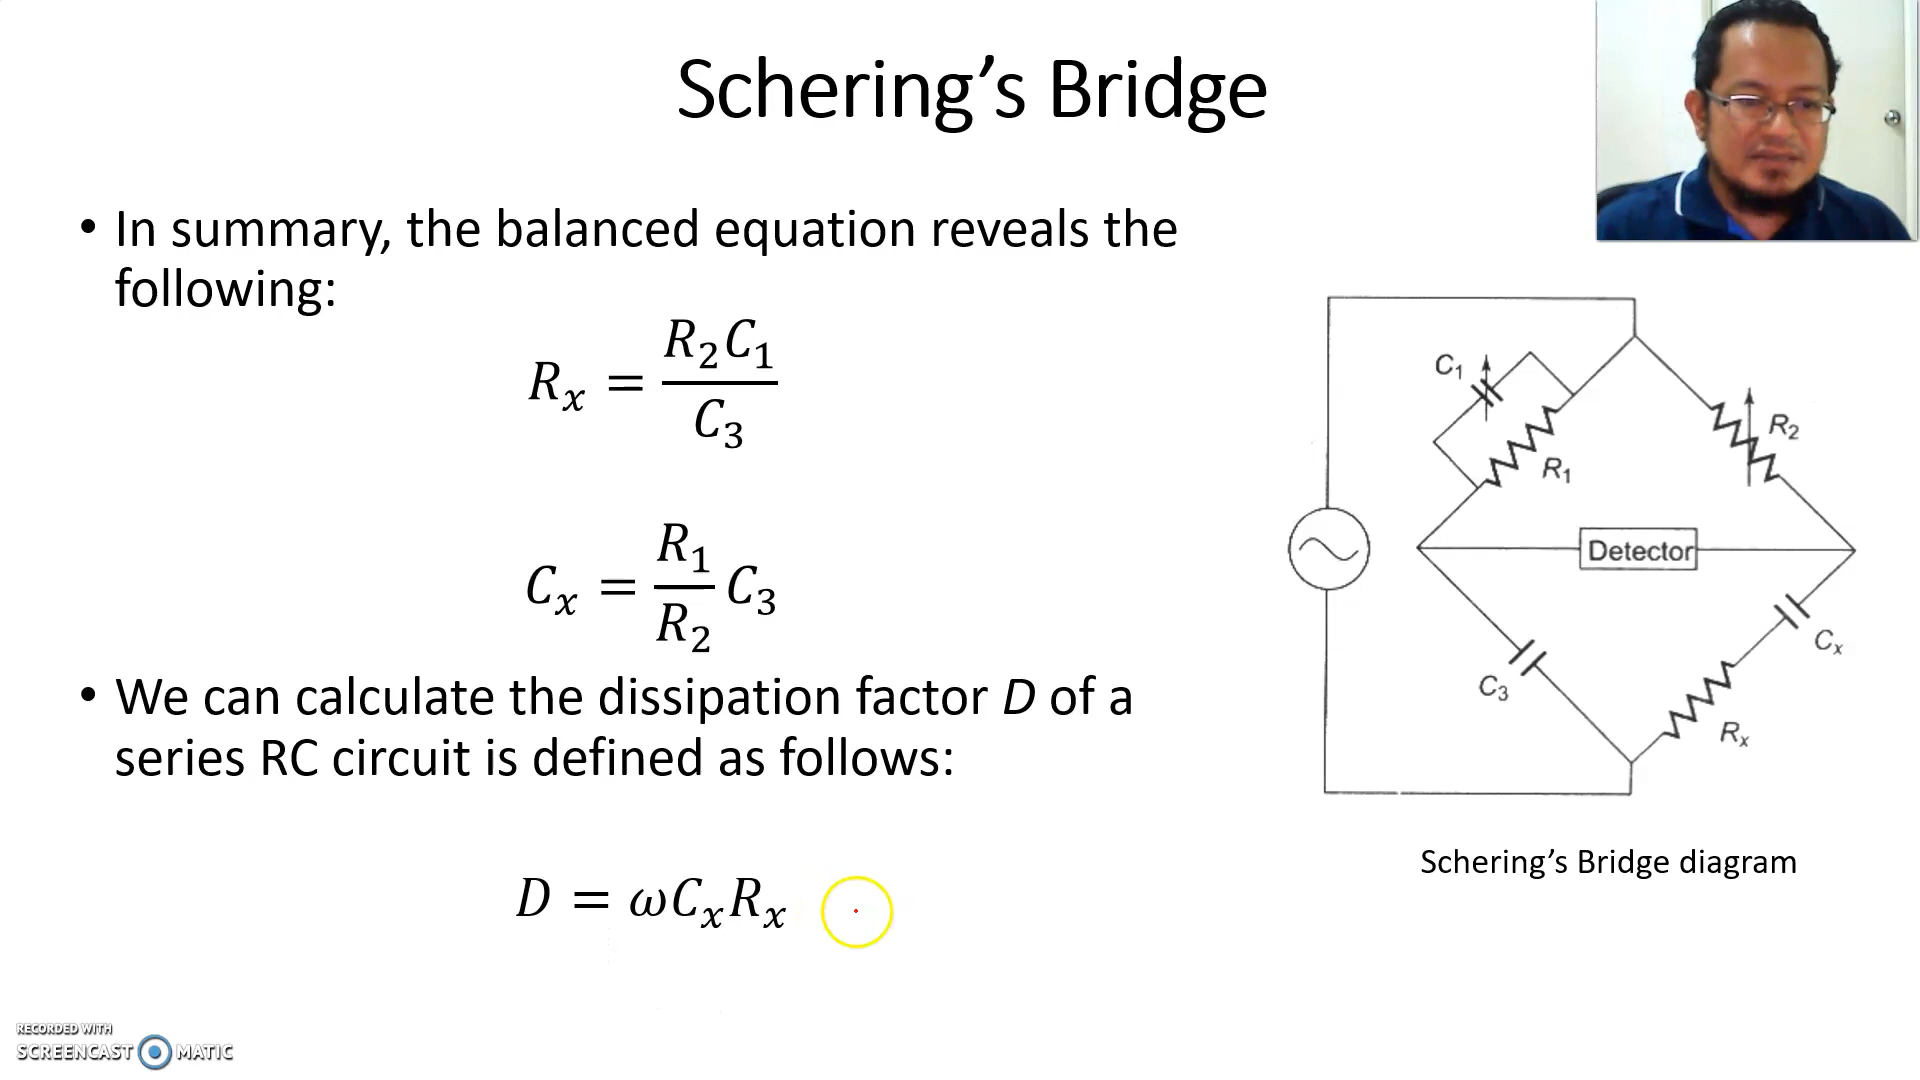 Schering’s Bridge
• In summary, the balanced equation reveals the
following:
Rₓ = R₂C₁ / C₃
Cₓ = R₁ / R₂ C₃
• We can calculate the dissipation factor D of a
series RC circuit is defined as follows:
D = ωCₓRₓ
C₁
R₁
R₂
Detector
C₃
Cₓ
Rₓ
Schering’s Bridge diagram
RECORDED WITH
SCREENCAST MATIC